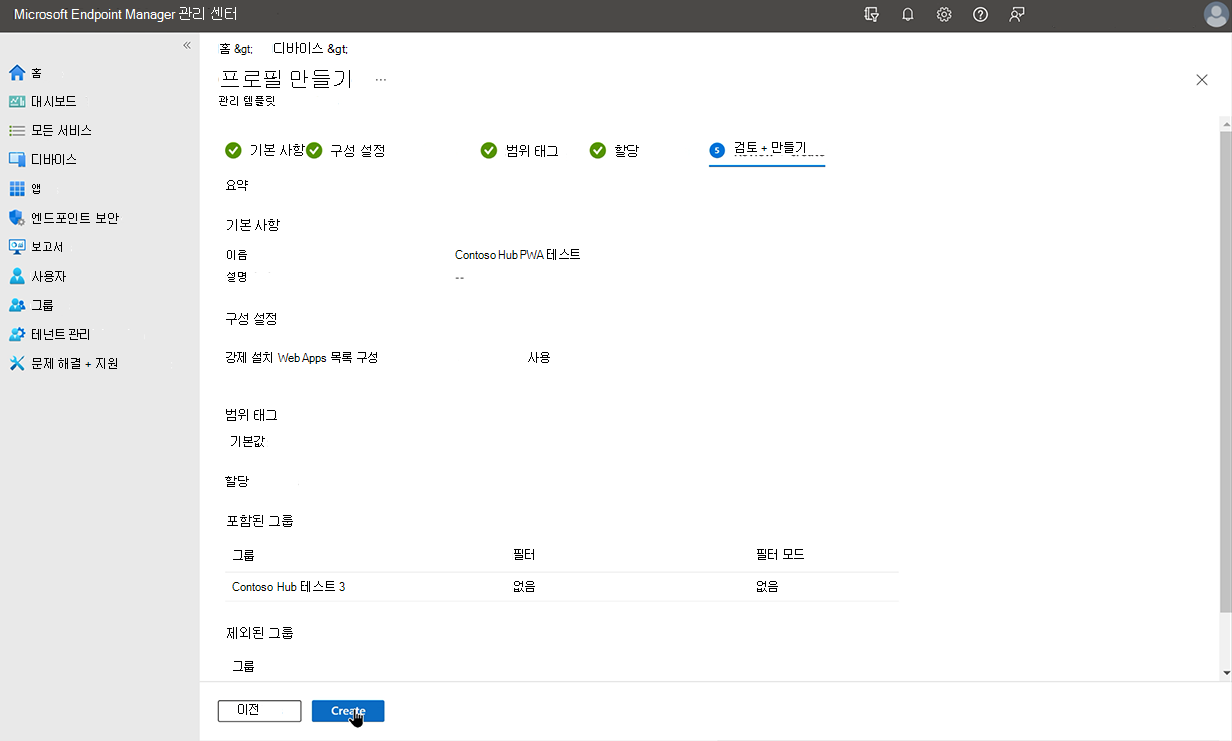 Microsoft Endpoint Manager 관리 센터
«
홈
대시보드
모든 서비스
디바이스
앱
엔드포인트 보안
보고서
사용자
그룹
테넌트 관리
문제 해결 + 지원
홈 &gt; 디바이스 &gt;
프로필 만들기 ...
관리 템플릿
기본 사항 구성 설정 범위 태그 할당 5 검토 + 만들기
요약
기본 사항
이름 Contoso Hub PWA 테스트
설명 --
구성 설정
강제 설치 Web Apps 목록 구성 사용
범위 태그
기본값
할당
포함된 그룹
그룹 필터 필터 모드
Contoso Hub 테스트 3 없음 없음
제외된 그룹
그룹
이전 Create